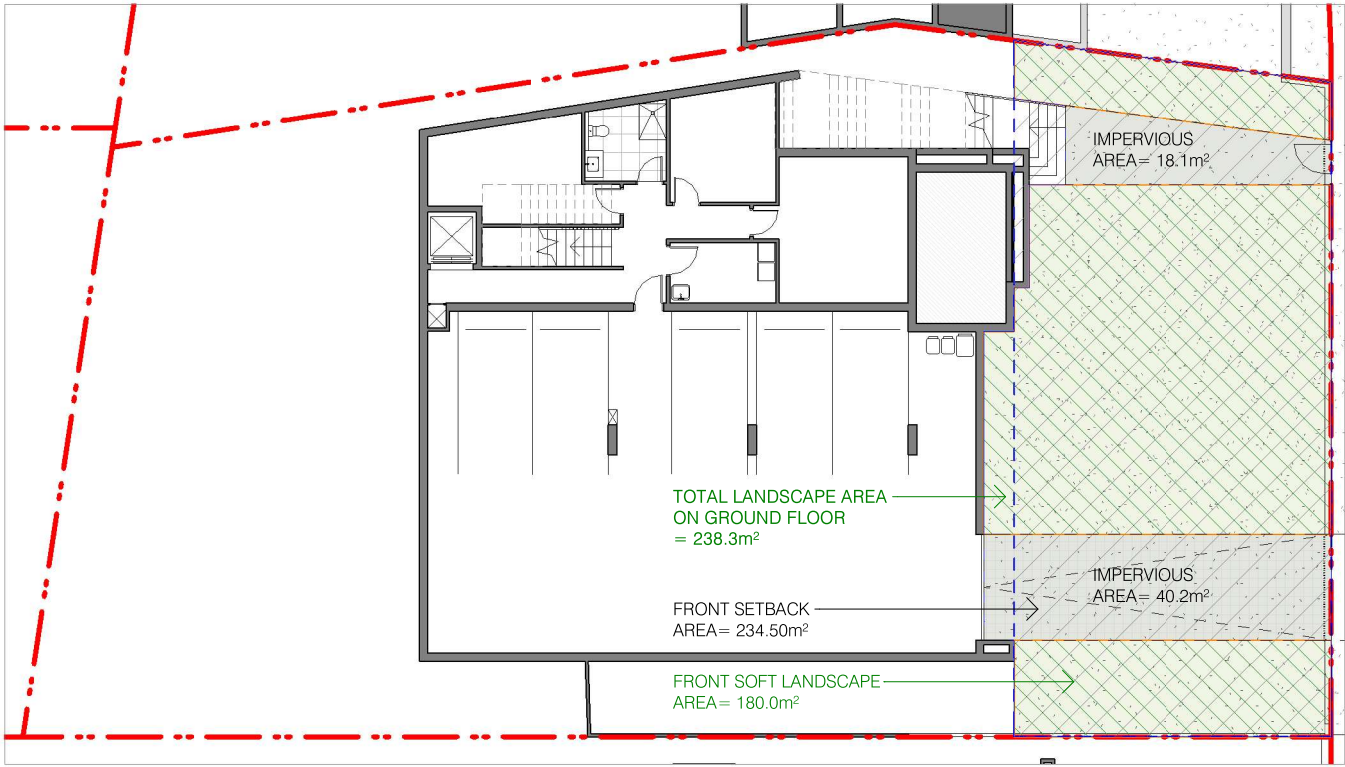 IMPERVIOUS
AREA= 18.1m²
TOTAL LANDSCAPE AREA
ON GROUND FLOOR
= 238.3m²
IMPERVIOUS
AREA= 40.2m²
FRONT SETBACK
AREA= 234.50m²
FRONT SOFT LANDSCAPE
AREA= 180.0m²